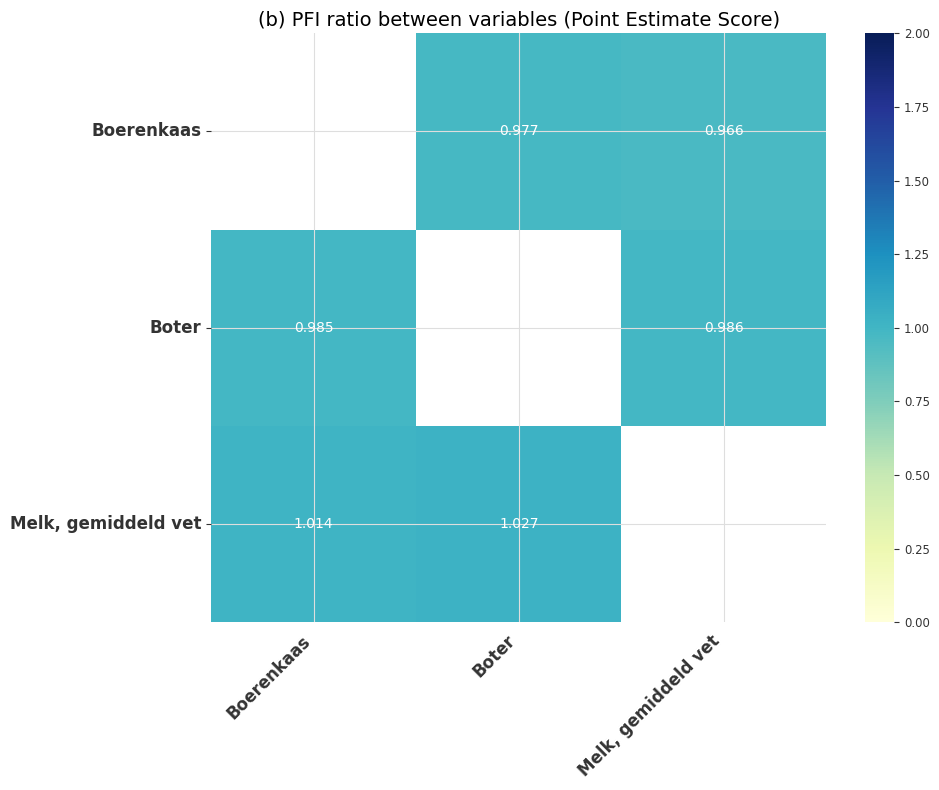 (b) PFI ratio between variables (Point Estimate Score)
Boerenkaas
0.977
0.966
Boter
0.985
0.986
Melk, gemiddeld vet
1.014
1.027
Boerenkaas
Boter
Melk, gemiddeld vet
2.00
1.75
1.50
1.25
1.00
0.75
0.50
0.25
0.00